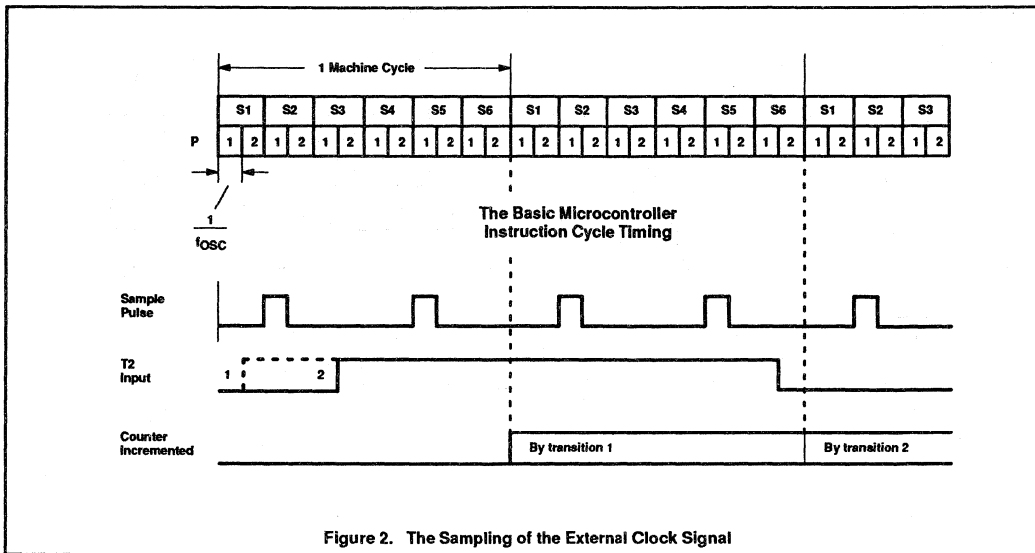 1 Machine Cycle
S1 S2 S3 S4 S5 S6 S1 S2 S3 S4 S5 S6 S1 S2 S3
P 1 2 1 2 1 2 1 2 1 2 1 2 1 2 1 2 1 2 1 2 1 2 1 2 1 2 1 2 1 2
1
fOSC
The Basic Microcontroller
Instruction Cycle Timing
Sample
Pulse
T2
Input
1 2
Counter
Incremented
By transition 1 By transition 2
Figure 2. The Sampling of the External Clock Signal